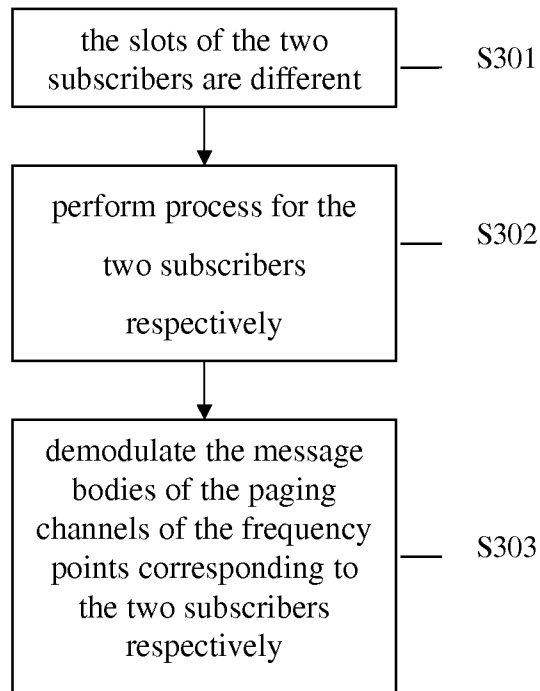 the slots of the two
subscribers are different
S301
perform process for the
two subscribers
respectively
S302
demodulate the message
bodies of the paging
channels of the frequency
points corresponding to
the two subscribers
respectively
S303